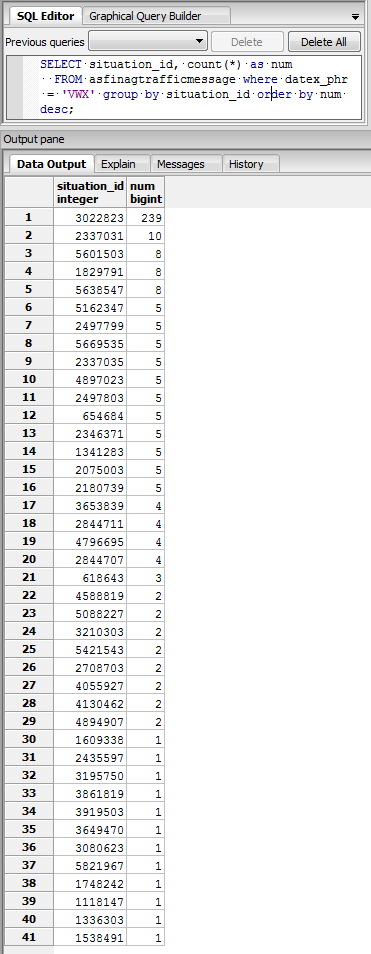 SQL Editor Graphical Query Builder
Previous queries Delete Delete All
SELECT situation_id, count(*) as num
FROM asfinagtrafficmessage where datex_phr
= 'VWX' group by situation_id order by num
desc;
Output pane
Data Output Explain Messages History
situation_id num
integer bigint
1 3022823 239
2 2337031 10
3 5601503 8
4 1829791 8
5 5638547 8
6 5162347 5
7 2497799 5
8 5669535 5
9 2337035 5
10 4897023 5
11 2497803 5
12 654684 5
13 2346371 5
14 1341283 5
15 2075003 5
16 2180739 5
17 3653839 4
18 2844711 4
19 4796695 4
20 2844707 4
21 618643 3
22 4588819 2
23 5088227 2
24 3210303 2
25 5421543 2
26 2708703 2
27 4055927 2
28 4130462 2
29 4894907 2
30 1609338 1
31 2435597 1
32 3195750 1
33 3861819 1
34 3919503 1
35 3649470 1
36 3080623 1
37 5821967 1
38 1748242 1
39 1118147 1
40 1336303 1
41 1538491 1